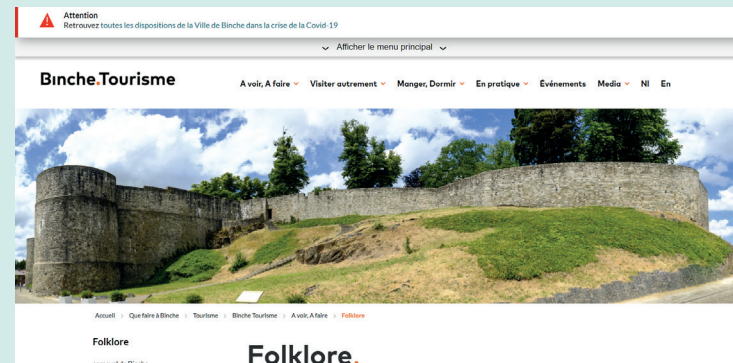 Attention
Retrouvez toutes les dispositions de la Ville de Binche dans la crise de la Covid-19
Afficher le menu principal
Binche.Tourisme
A voir, A faire Visiter autrement Manger, Dormir En pratique Événements Media Nl En
Accueil > Que faire à Binche > Tourisme > Binche Tourisme > A voir, A faire > Folklore
Folklore
Folklore.